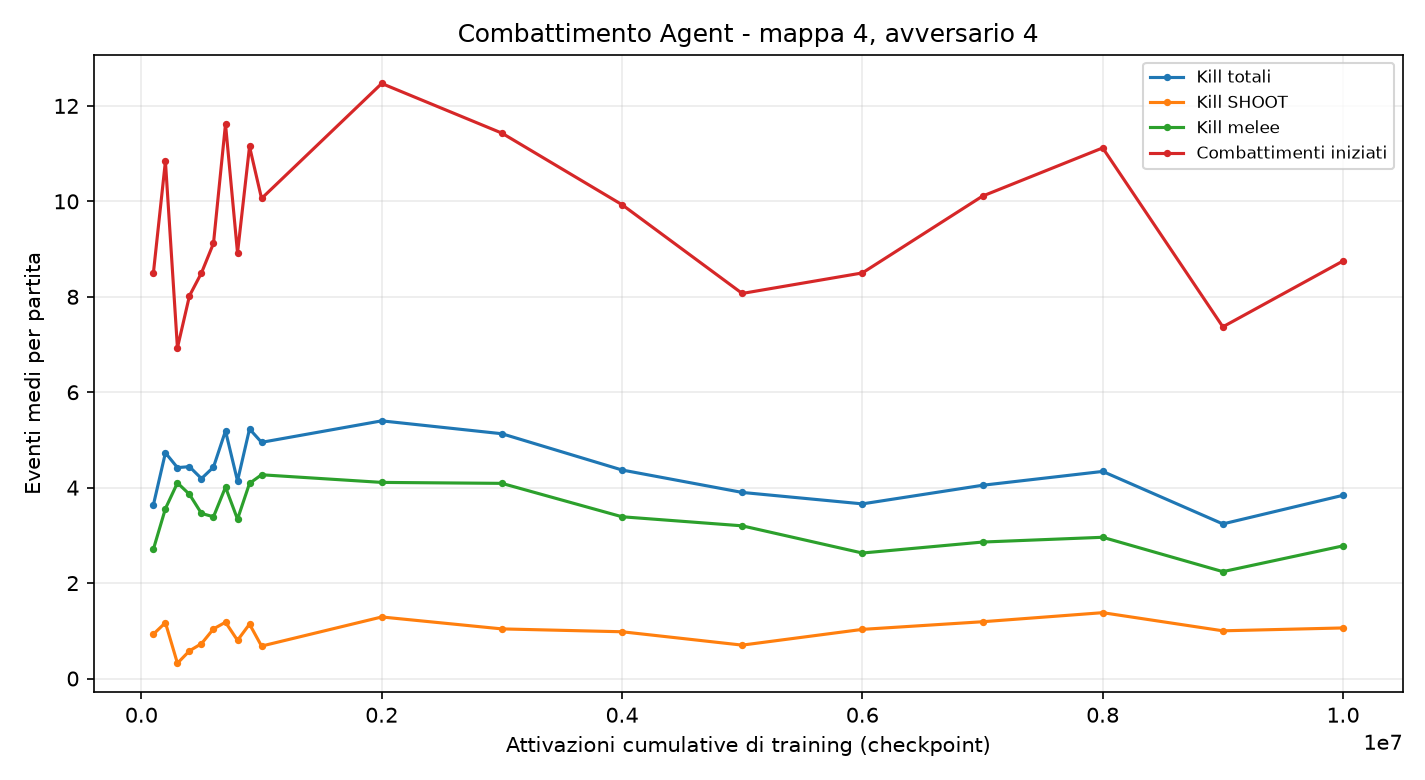 Combattimento Agent - mappa 4, avversario 4
Kill totali
Kill SHOOT
Kill melee
Combattimenti iniziati
Eventi medi per partita
12
10
8
6
4
2
0
0.0 0.2 0.4 0.6 0.8 1.0
1e7
Attivazioni cumulative di training (checkpoint)